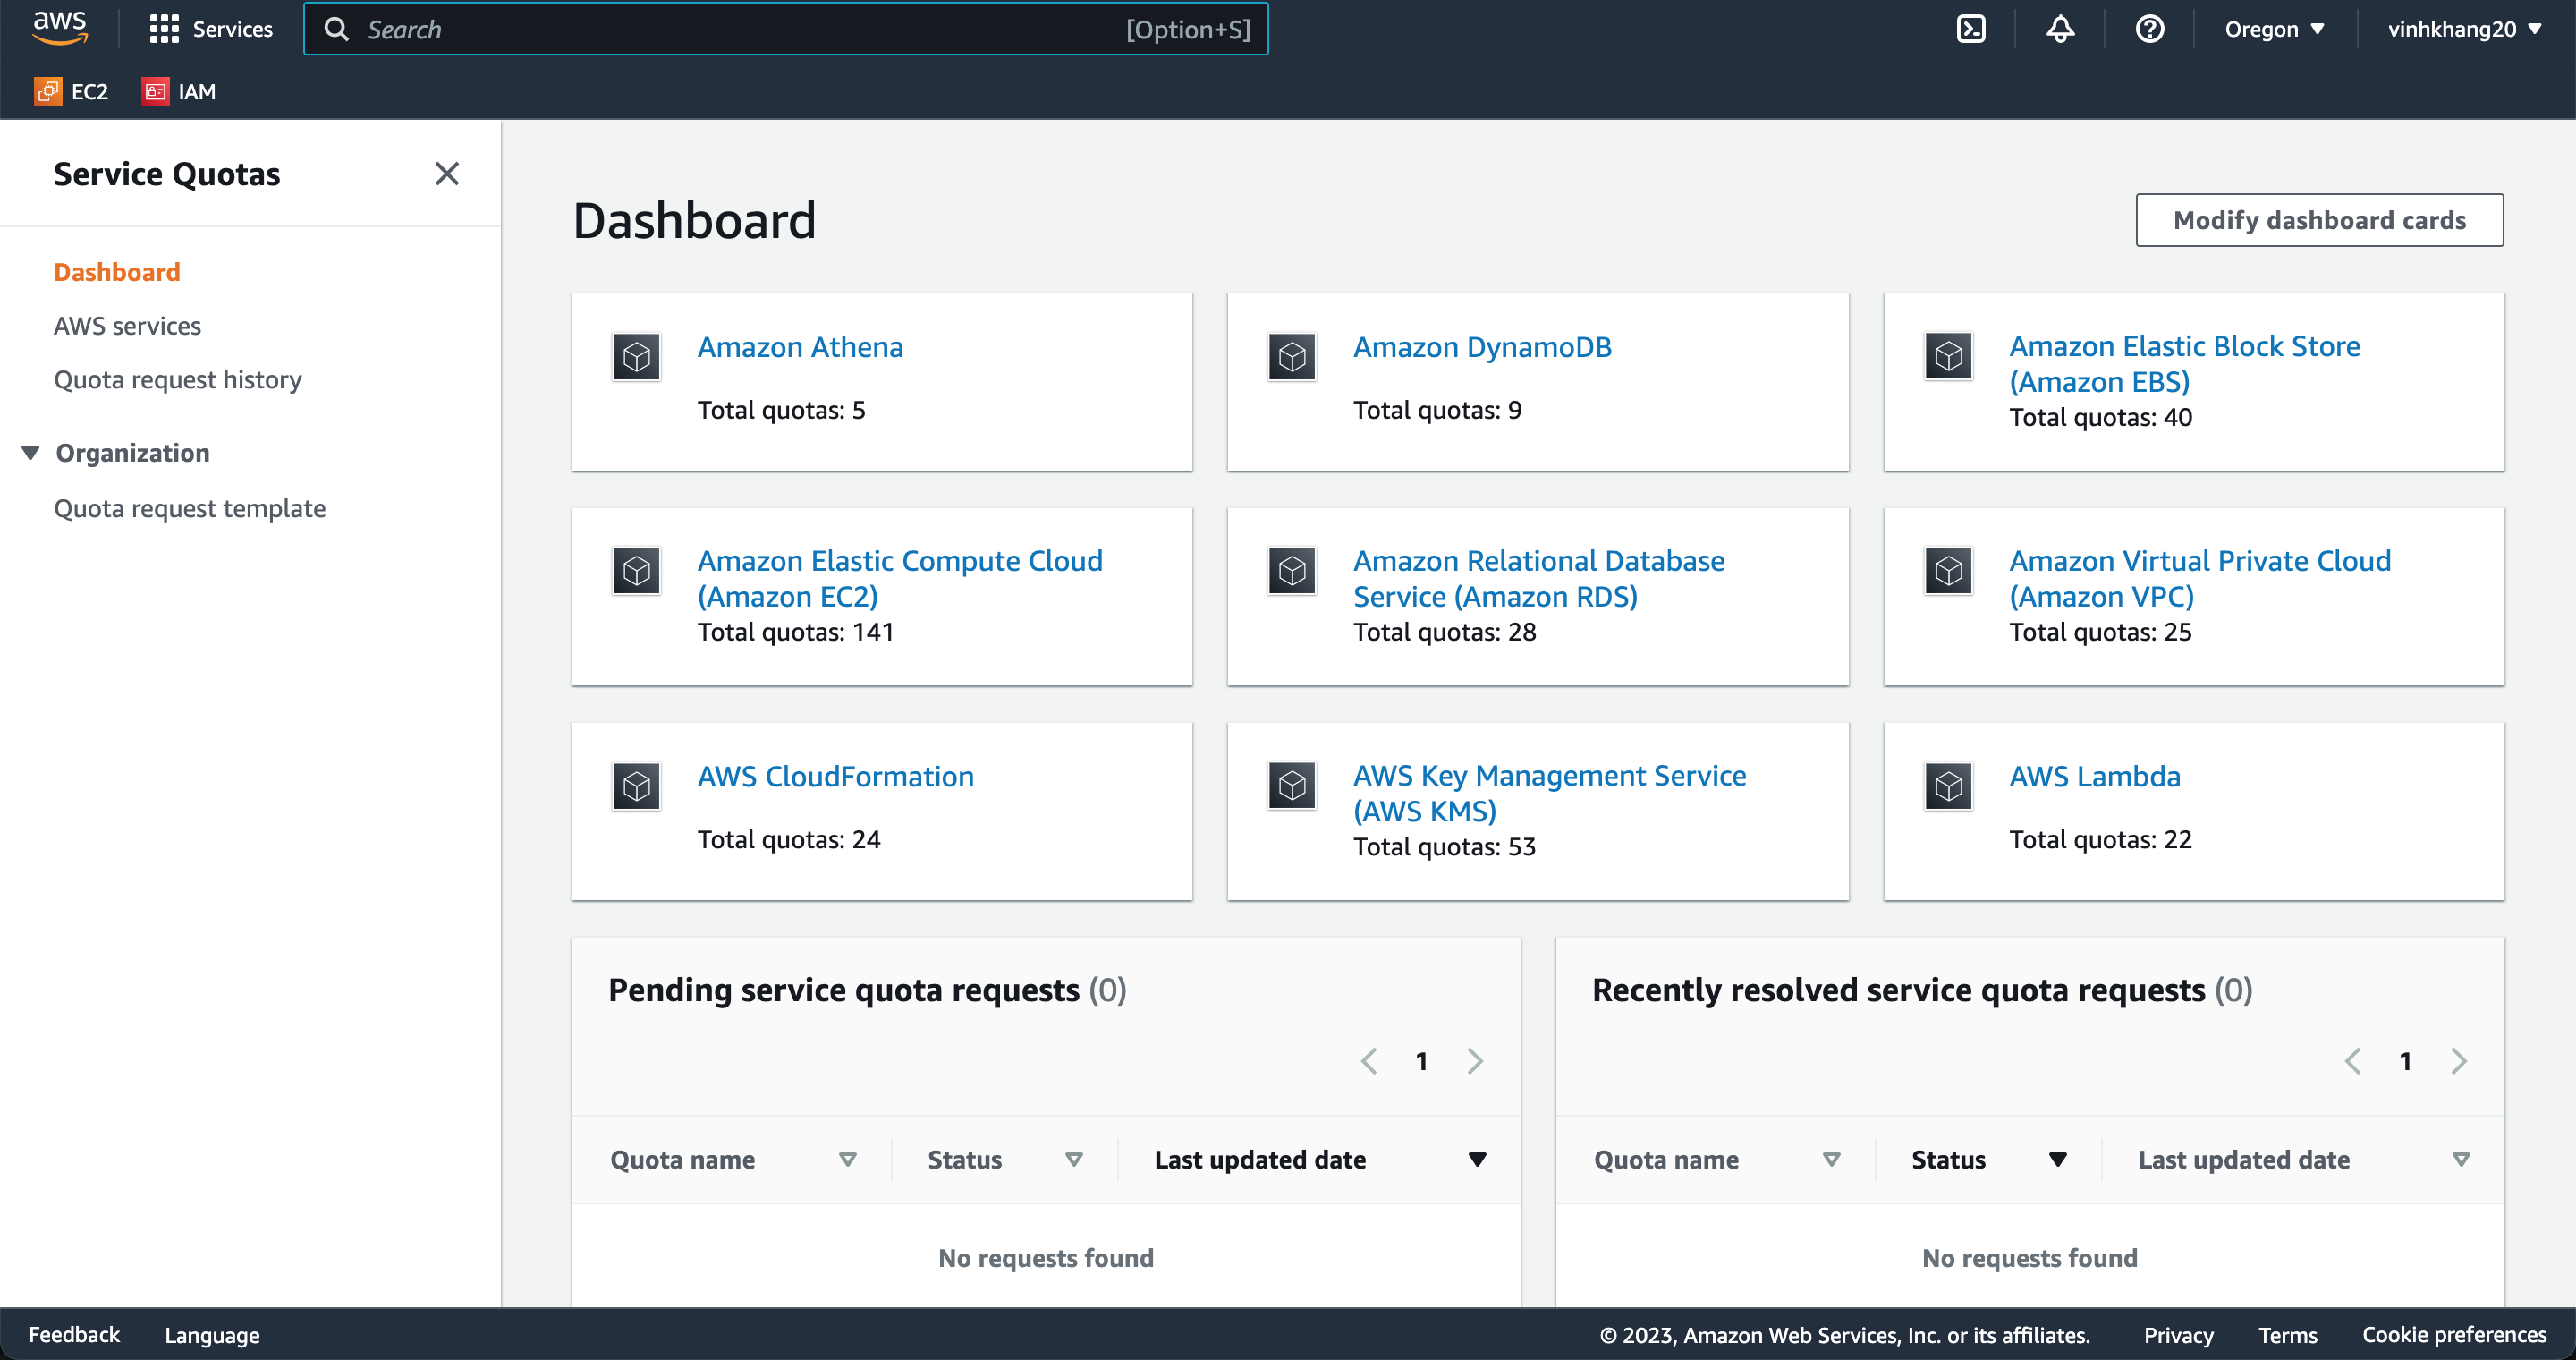 aws
Services
Search
[Option+S]
Oregon
vinhkhang20
EC2
IAM
Service Quotas
Dashboard
AWS services
Quota request history
Organization
Quota request template
Dashboard
Modify dashboard cards
Amazon Athena
Total quotas: 5
Amazon DynamoDB
Total quotas: 9
Amazon Elastic Block Store
(Amazon EBS)
Total quotas: 40
Amazon Elastic Compute Cloud
(Amazon EC2)
Total quotas: 141
Amazon Relational Database
Service (Amazon RDS)
Total quotas: 28
Amazon Virtual Private Cloud
(Amazon VPC)
Total quotas: 25
AWS CloudFormation
Total quotas: 24
AWS Key Management Service
(AWS KMS)
Total quotas: 53
AWS Lambda
Total quotas: 22
Pending service quota requests (0)
1
Quota name
Status
Last updated date
No requests found
Recently resolved service quota requests (0)
1
Quota name
Status
Last updated date
No requests found
Feedback
Language
© 2023, Amazon Web Services, Inc. or its affiliates.
Privacy
Terms
Cookie preferences